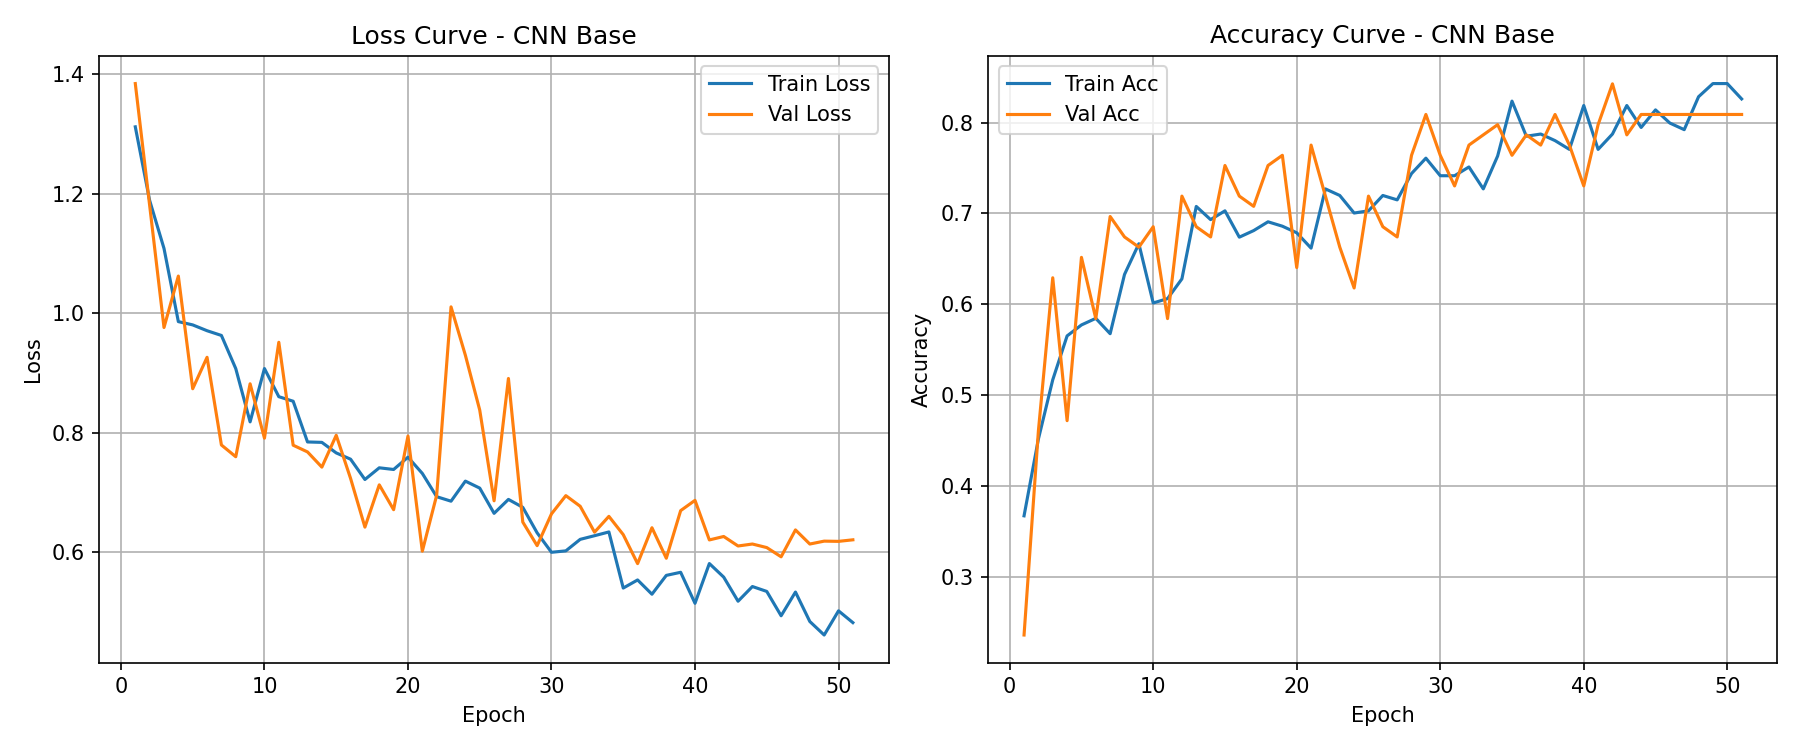 Loss Curve - CNN Base
Train Loss
Val Loss
1.4
1.2
1.0
0.8
0.6
Loss
0 10 20 30 40 50
Epoch
Accuracy Curve - CNN Base
Train Acc
Val Acc
0.8
0.7
0.6
0.5
0.4
0.3
Accuracy
0 10 20 30 40 50
Epoch